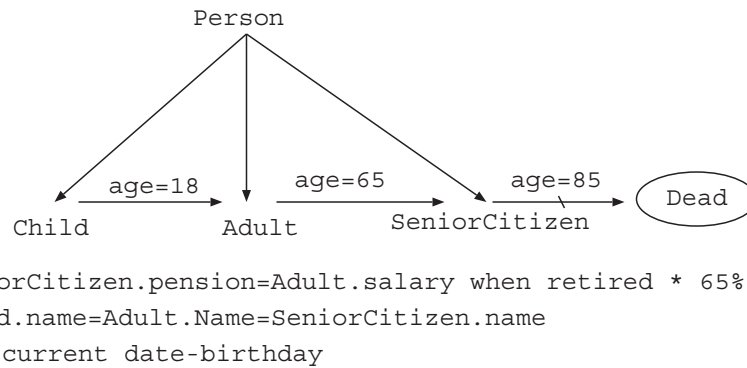 Person
age=18
age=65
age=85
Dead
Child
Adult
SeniorCitizen
orCitizen.pension=Adult.salary when retired * 65%
d.name=Adult.Name=SeniorCitizen.name
current date-birthday